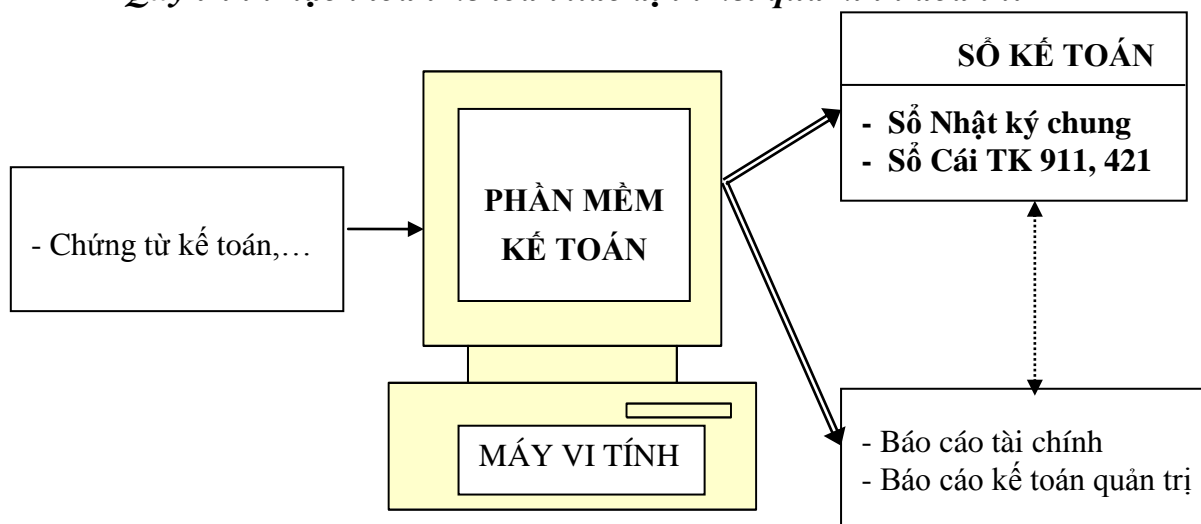 SỔ KẾ TOÁN
- Sổ Nhật ký chung
- Sổ Cái TK 911, 421
PHẦN MỀM
KẾ TOÁN
- Chứng từ kế toán,…
MÁY VI TÍNH
- Báo cáo tài chính
- Báo cáo kế toán quản trị